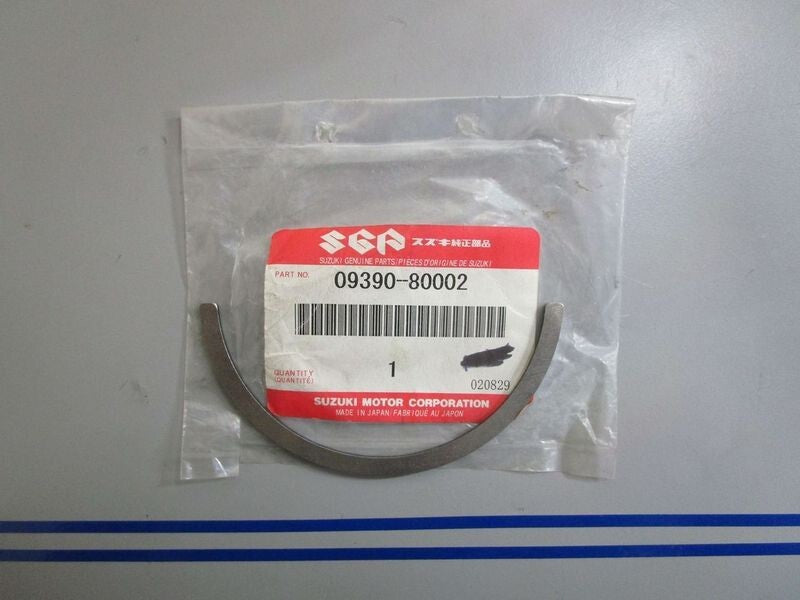 SGP スズキ純正部品
SUZUKI GENUINE PARTS/PIÈCES D'ORIGINE DE SUZUKI
PART NO. 09390-80002
QUANTITY 1
(QUANTITÉ) 020829
SUZUKI MOTOR CORPORATION
MADE IN JAPAN/FABRIQUÉ AU JAPON